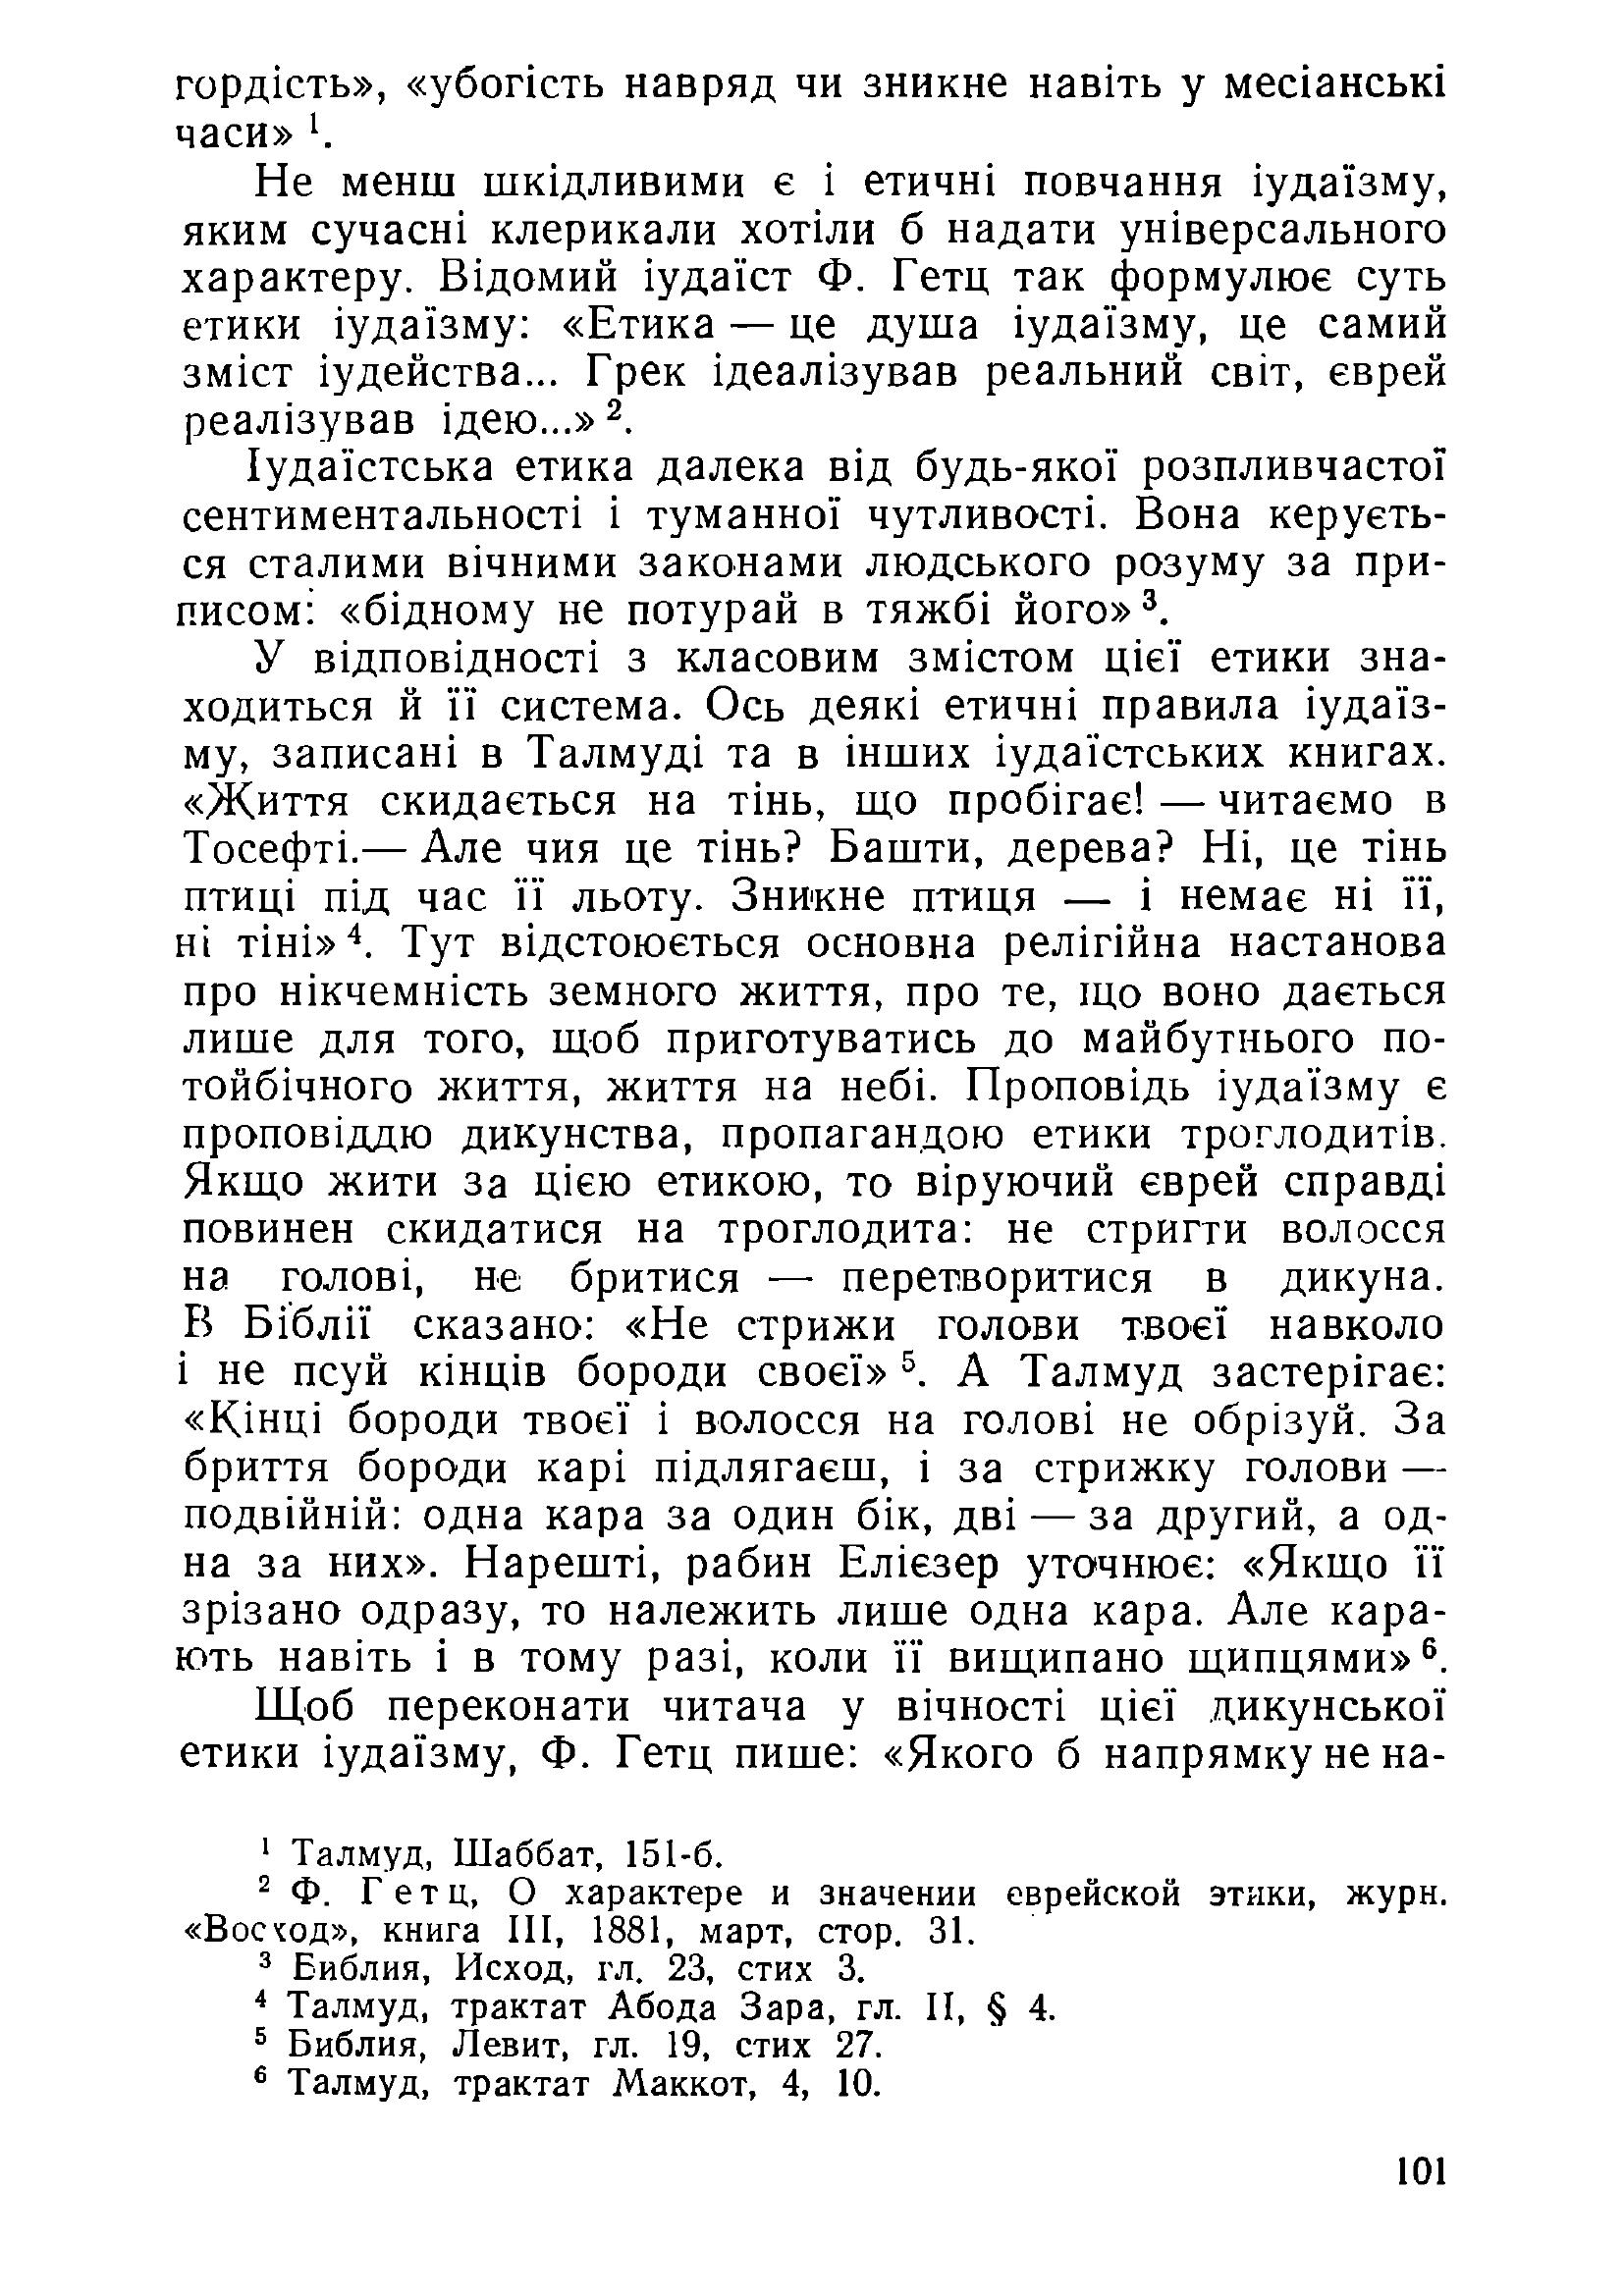 гордість», «убогість навряд чи зникне навіть у месіанські
часи» ¹.
Не менш шкідливими є і етичні повчання іудаїзму,
яким сучасні клерикали хотіли б надати універсального
характеру. Відомий іудаїст Ф. Гетц так формулює суть
етики іудаїзму: «Етика — це душа іудаїзму, це самий
зміст іудейства... Грек ідеалізував реальний світ, єврей
реалізував ідею...» ².
Іудаїстська етика далека від будь-якої розпливчастої
сентиментальності і туманної чутливості. Вона керуєть-
ся сталими вічними законами людського розуму за при-
писом: «бідному не потурай в тяжбі його» ³.
У відповідності з класовим змістом цієї етики зна-
ходиться й її система. Ось деякі етичні правила іудаїз-
му, записані в Талмуді та в інших іудаїстських книгах.
«Життя скидається на тінь, що пробігає! — читаємо в
Тосефті.— Але чия це тінь? Башти, дерева? Ні, це тінь
птиці під час її льоту. Зникне птиця — і немає ні її,
ні тіні» ⁴. Тут відстоюється основна релігійна настанова
про нікчемність земного життя, про те, що воно дається
лише для того, щоб приготуватись до майбутнього по-
тойбічного життя, життя на небі. Проповідь іудаїзму є
проповіддю дикунства, пропагандою етики троглодитів.
Якщо жити за цією етикою, то віруючий єврей справді
повинен скидатися на троглодита: не стригти волосся
на голові, не бритися — перетворитися в дикуна.
В Біблії сказано: «Не стрижи голови твоєї навколо
і не псуй кінців бороди своєї» ⁵. А Талмуд застерігає:
«Кінці бороди твоєї і волосся на голові не обрізуй. За
бриття бороди карі підлягаєш, і за стрижку голови —
подвійній: одна кара за один бік, дві — за другий, а од-
на за них». Нарешті, рабин Елієзер уточнює: «Якщо її
зрізано одразу, то належить лише одна кара. Але кара-
ють навіть і в тому разі, коли її вищипано щипцями» ⁶.
Щоб переконати читача у вічності цієї дикунської
етики іудаїзму, Ф. Гетц пише: «Якого б напрямку не на-
¹ Талмуд, Шаббат, 151-б.
² Ф. Гетц, О характере и значении еврейской этики, журн.
«Восход», книга III, 1881, март, стор. 31.
³ Библия, Исход, гл. 23, стих 3.
⁴ Талмуд, трактат Абода Зара, гл. II, § 4.
⁵ Библия, Левит, гл. 19, стих 27.
⁶ Талмуд, трактат Маккот, 4, 10.
101